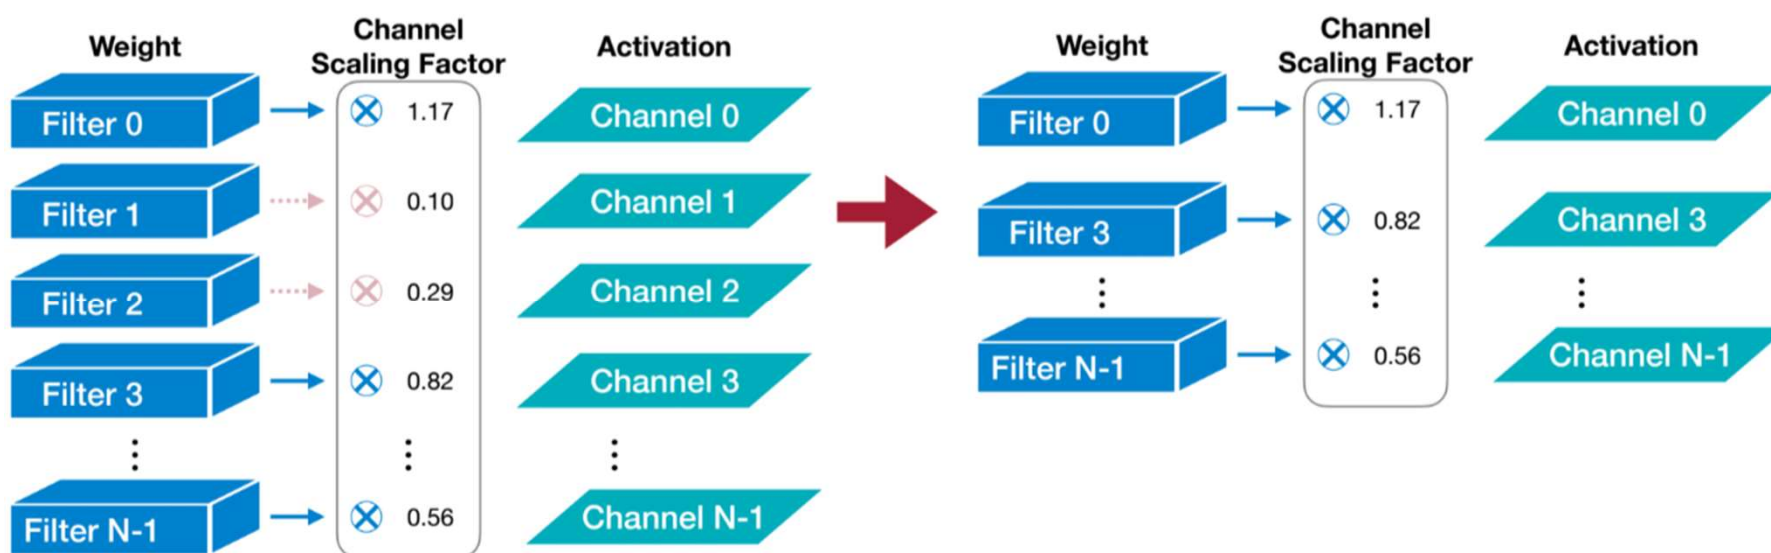 Weight
Channel
Scaling Factor
Activation
Filter 0
1.17
Channel 0
Filter 1
0.10
Channel 1
Filter 2
0.29
Channel 2
Filter 3
0.82
Channel 3
Filter N-1
0.56
Channel N-1
Weight
Channel
Scaling Factor
Activation
Filter 0
1.17
Channel 0
Filter 3
0.82
Channel 3
Filter N-1
0.56
Channel N-1